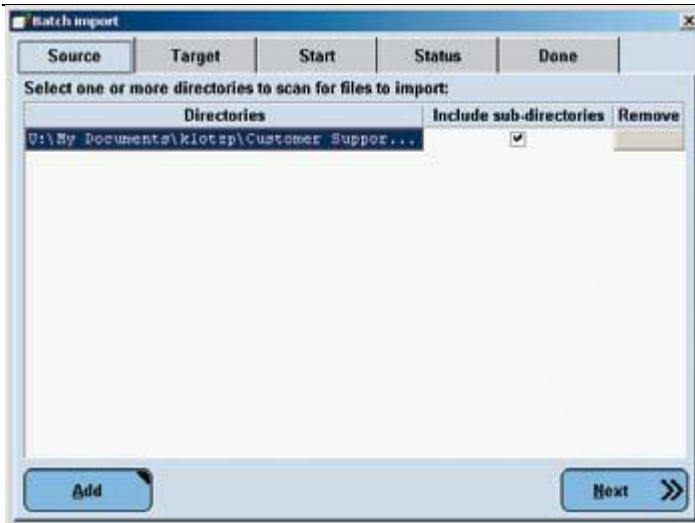 Batch import
Source Target Start Status Done
Select one or more directories to scan for files to import:
Directories Include sub-directories Remove
U:\My Documents\klotzp\Customer Suppor...
Add Next